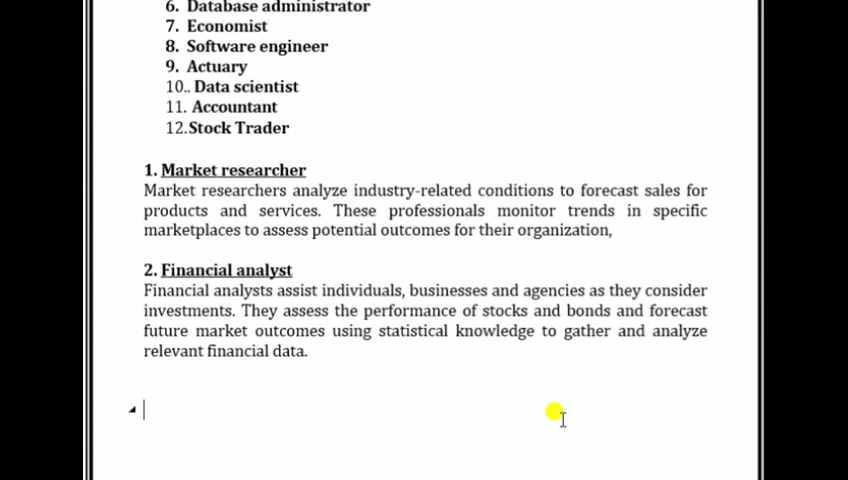 6. Database administrator
7. Economist
8. Software engineer
9. Actuary
10.. Data scientist
11. Accountant
12.Stock Trader
1. Market researcher
Market researchers analyze industry-related conditions to forecast sales for
products and services. These professionals monitor trends in specific
marketplaces to assess potential outcomes for their organization,
2. Financial analyst
Financial analysts assist individuals, businesses and agencies as they consider
investments. They assess the performance of stocks and bonds and forecast
future market outcomes using statistical knowledge to gather and analyze
relevant financial data.